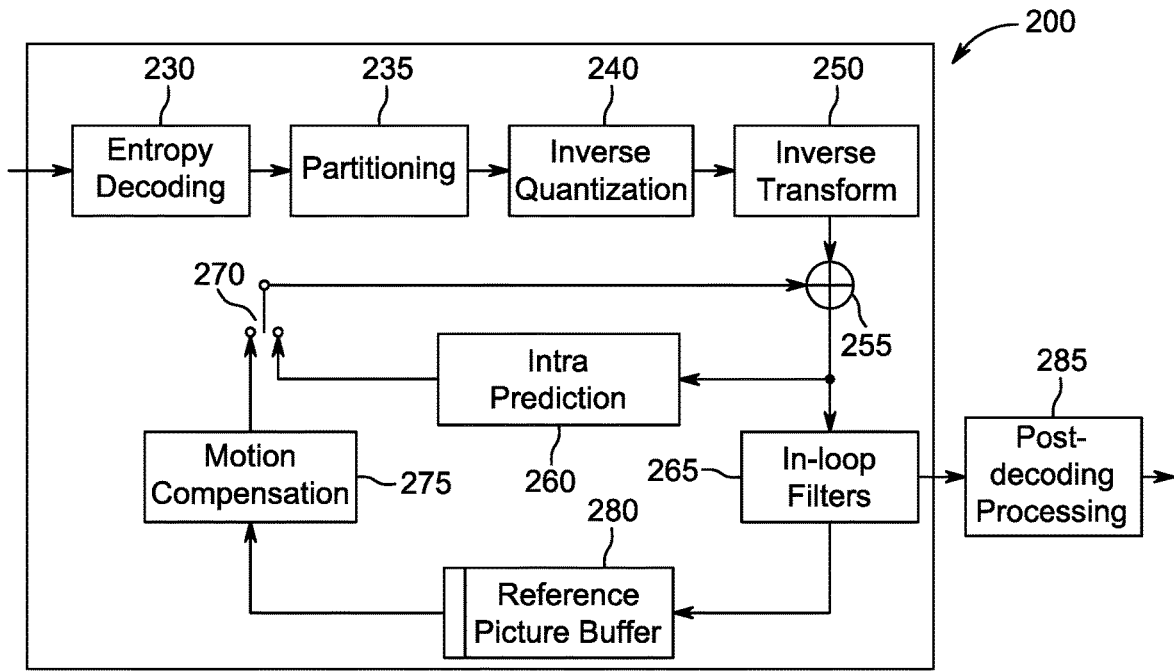 200
230
235
240
250
Entropy
Decoding
Partitioning
Inverse
Quantization
Inverse
Transform
270
255
Intra
Prediction
260
285
Motion
Compensation
275
265
In-loop
Filters
Post-
decoding
Processing
280
Reference
Picture Buffer